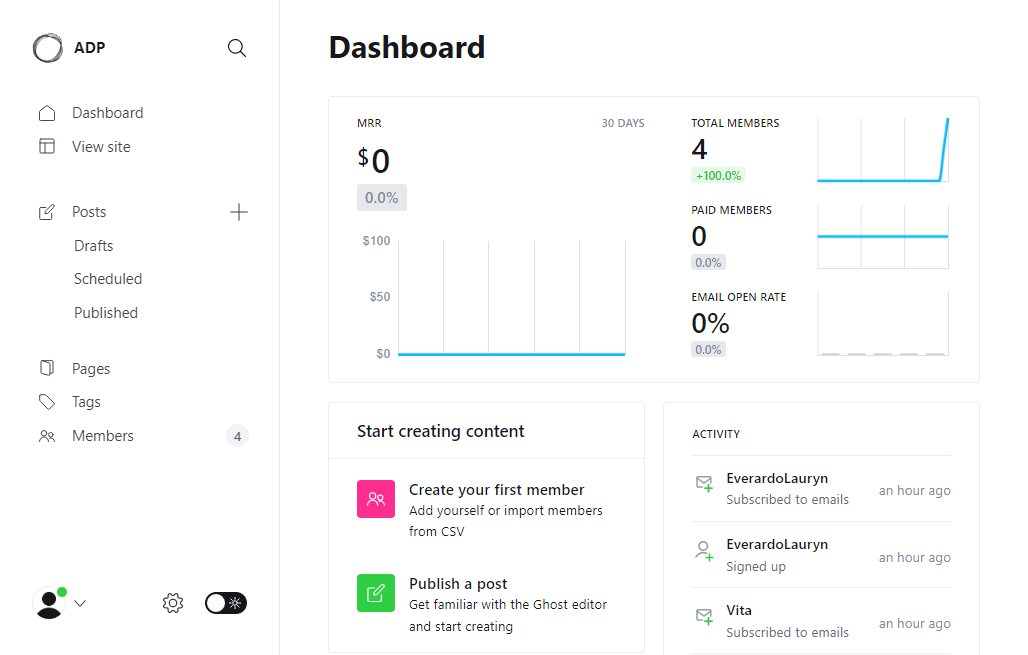 ADP
Dashboard
View site
Posts
Drafts
Scheduled
Published
Pages
Tags
Members 4
Dashboard
MRR 30 DAYS
$0
0.0%
$100
$50
$0
TOTAL MEMBERS
4
+100.0%
PAID MEMBERS
0
0.0%
EMAIL OPEN RATE
0%
0.0%
Start creating content
Create your first member
Add yourself or import members
from CSV
Publish a post
Get familiar with the Ghost editor
and start creating
ACTIVITY
EverardoLauryn
Subscribed to emails
an hour ago
EverardoLauryn
Signed up
an hour ago
Vita
Subscribed to emails
an hour ago